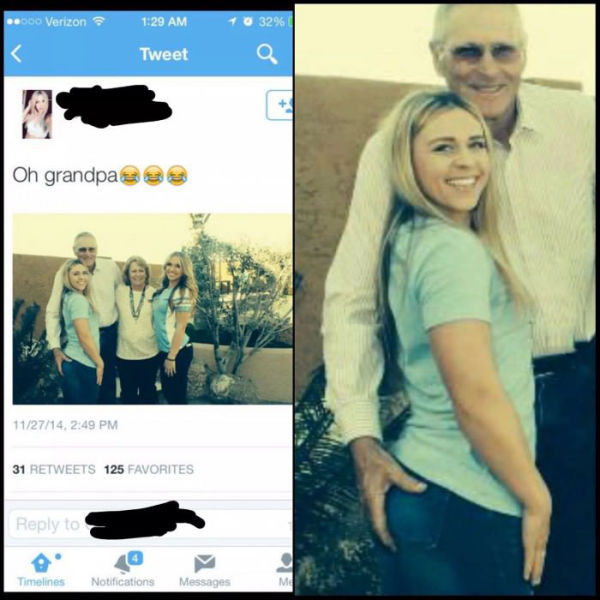 Verizon 1:29 AM 32%
Tweet
Oh grandpa😂😂😂
11/27/14, 2:49 PM
31 RETWEETS 125 FAVORITES
Reply to
4
Timelines Notifications Messages Me